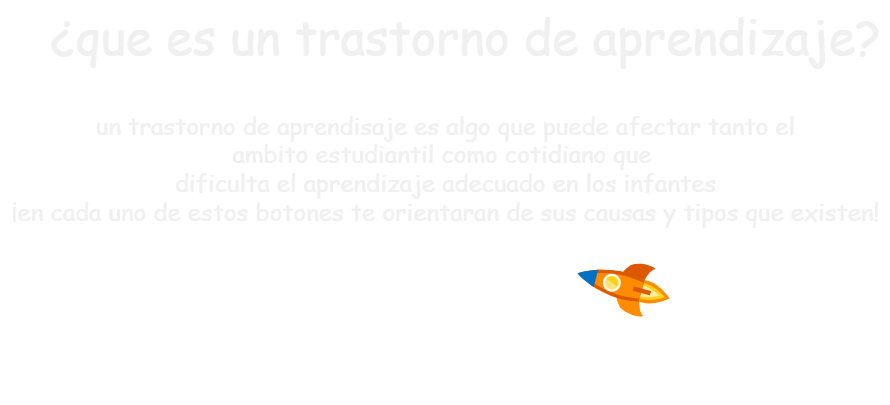 ¿que es un trastorno de aprendizaje?
un trastorno de aprendisaje es algo que puede afectar tanto el
ambito estudiantil como cotidiano que
dificulta el aprendizaje adecuado en los infantes
¡en cada uno de estos botones te orientaran de sus causas y tipos que existen!